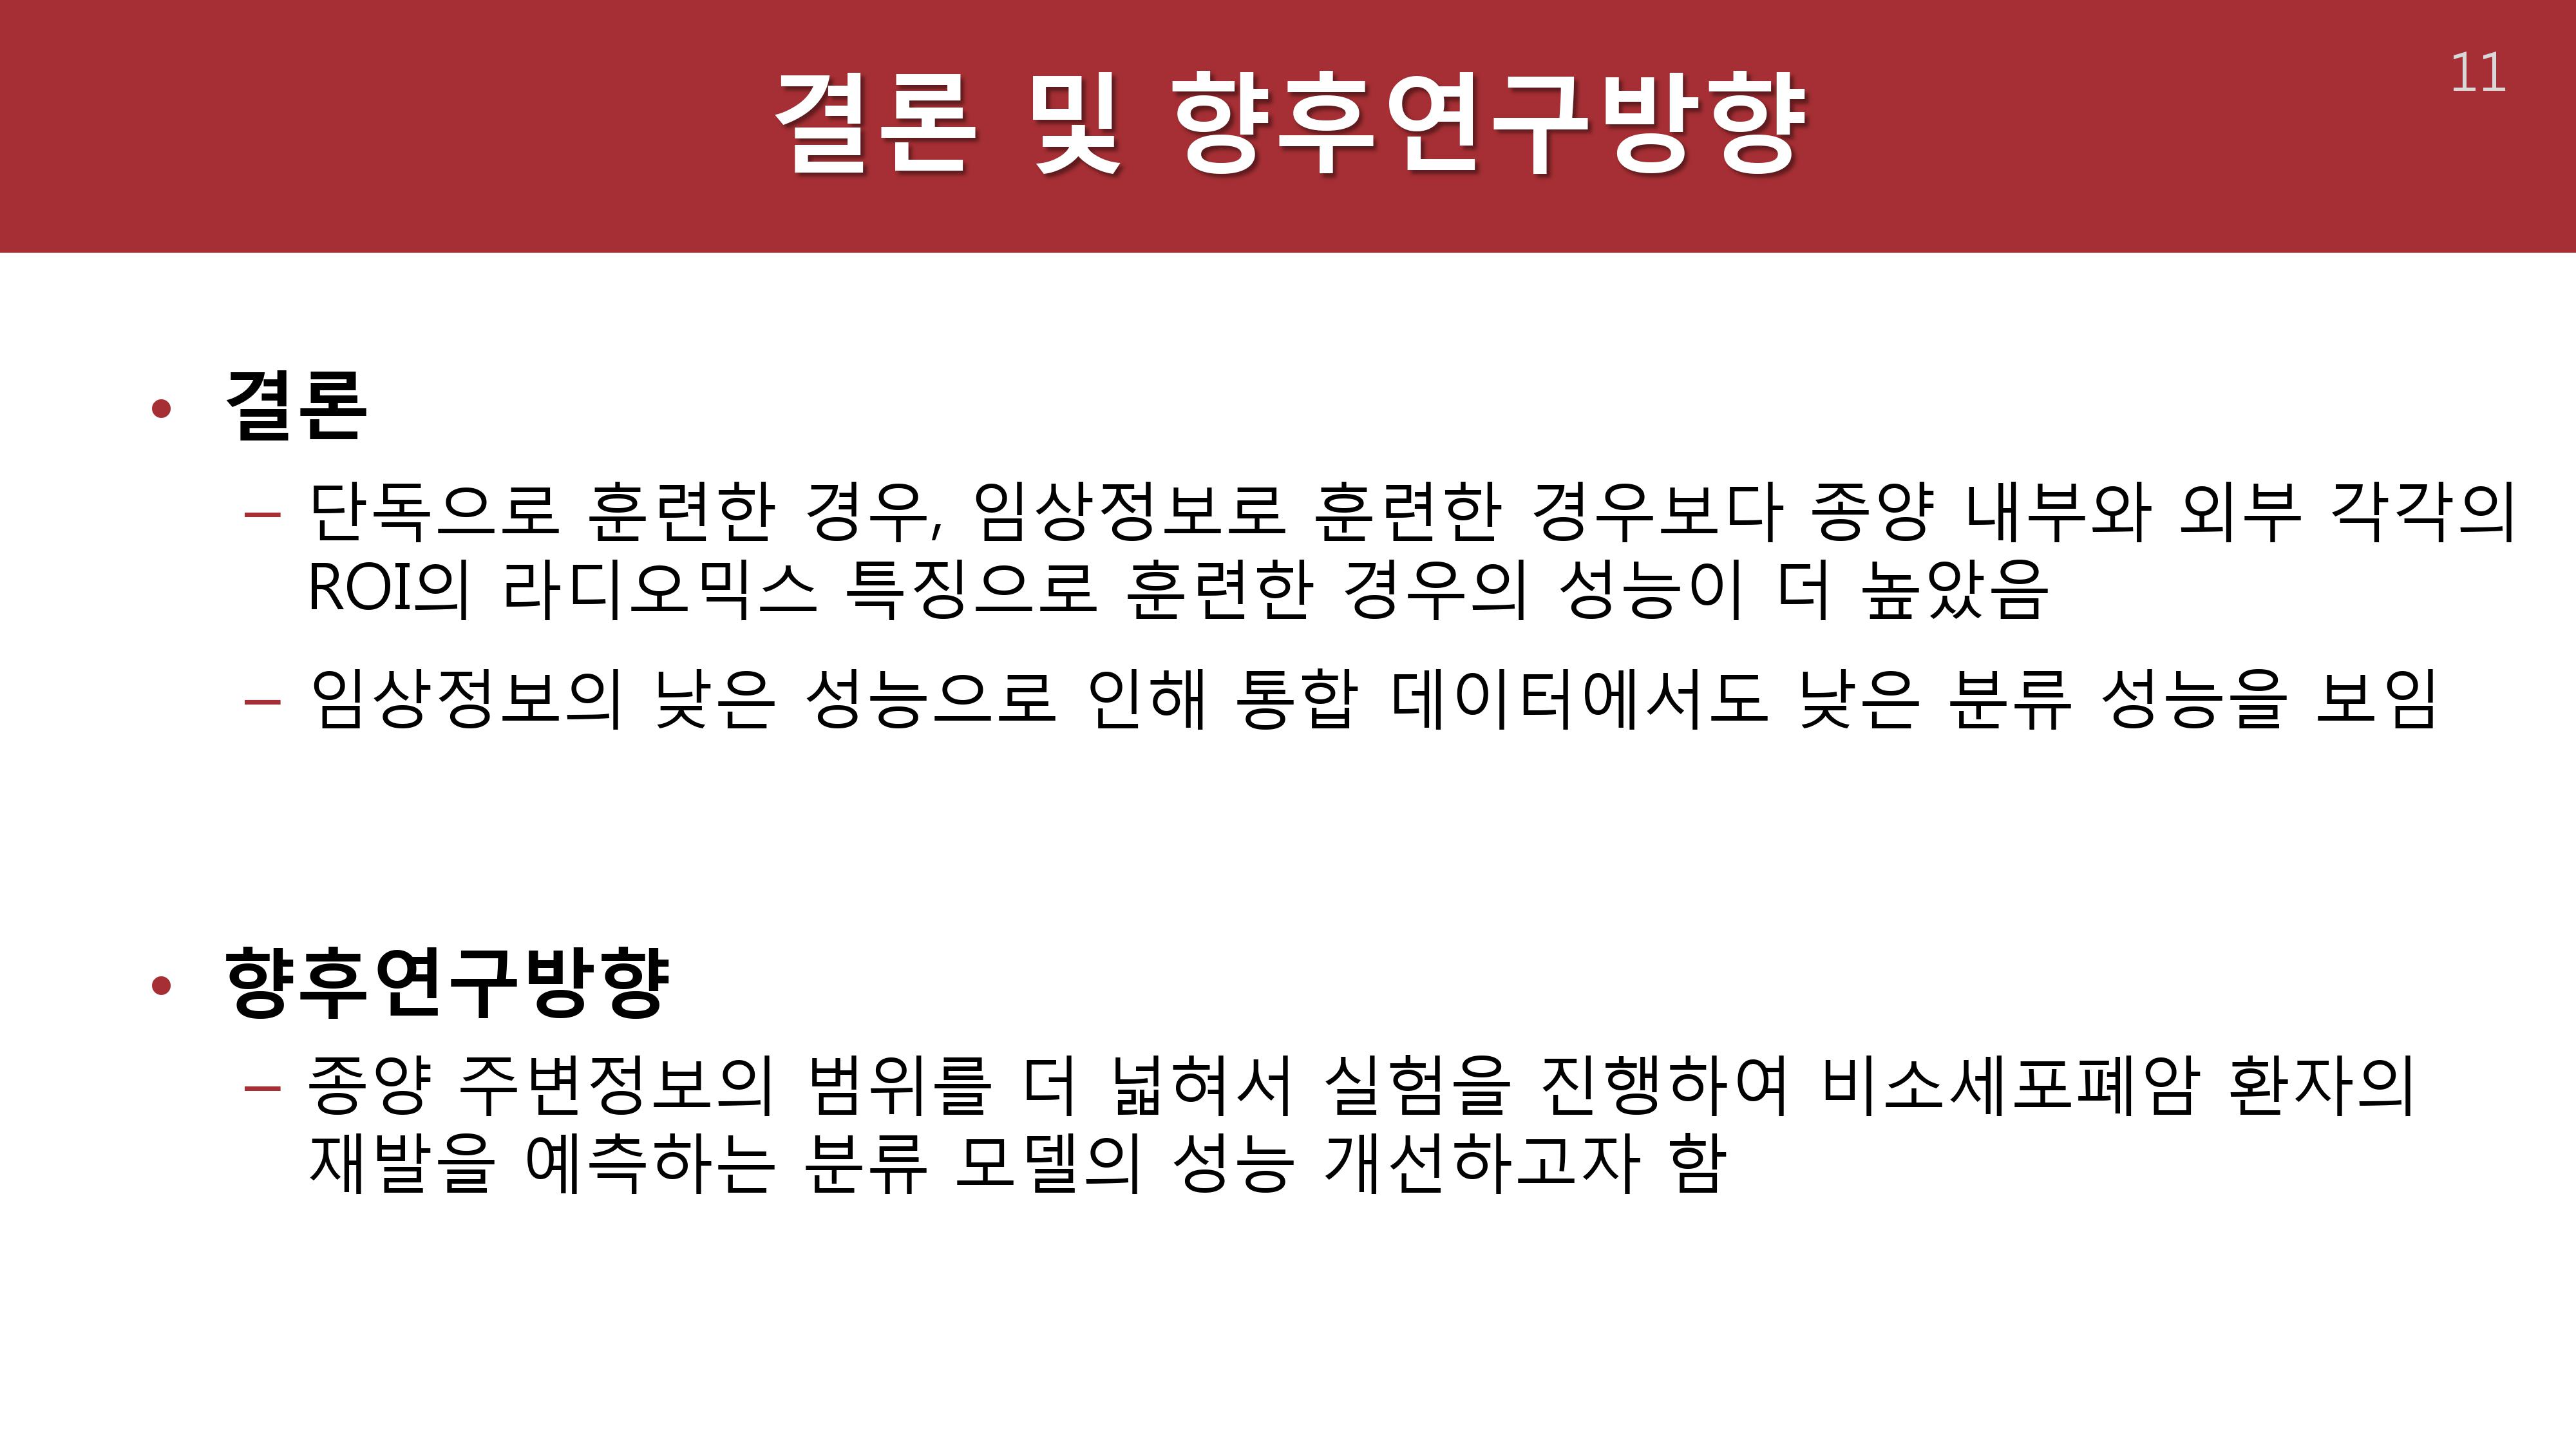 결론 및 향후연구방향
11
• 결론
– 단독으로 훈련한 경우, 임상정보로 훈련한 경우보다 종양 내부와 외부 각각의
ROI의 라디오믹스 특징으로 훈련한 경우의 성능이 더 높았음
– 임상정보의 낮은 성능으로 인해 통합 데이터에서도 낮은 분류 성능을 보임
• 향후연구방향
– 종양 주변정보의 범위를 더 넓혀서 실험을 진행하여 비소세포폐암 환자의
재발을 예측하는 분류 모델의 성능 개선하고자 함